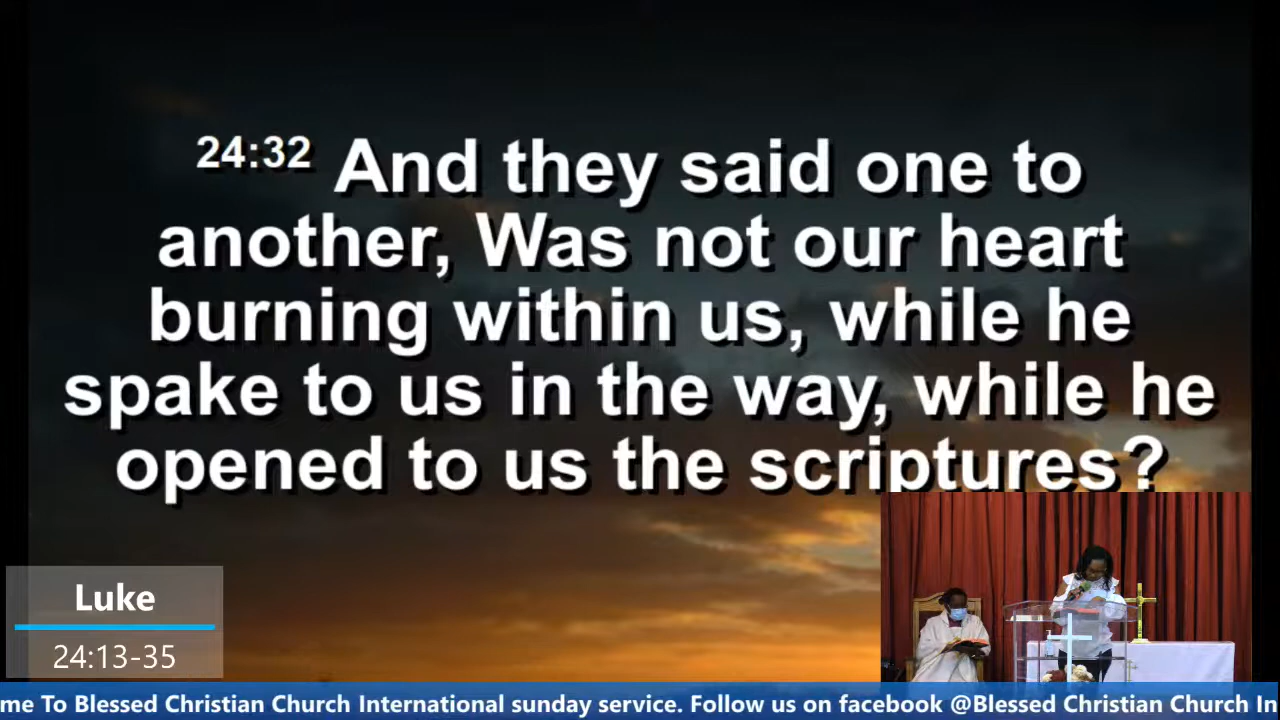 24:32 And they said one to
another, Was not our heart
burning within us, while he
spake to us in the way, while he
opened to us the scriptures?
Luke
24:13-35
me To Blessed Christian Church International sunday service. Follow us on facebook @Blessed Christian Church In